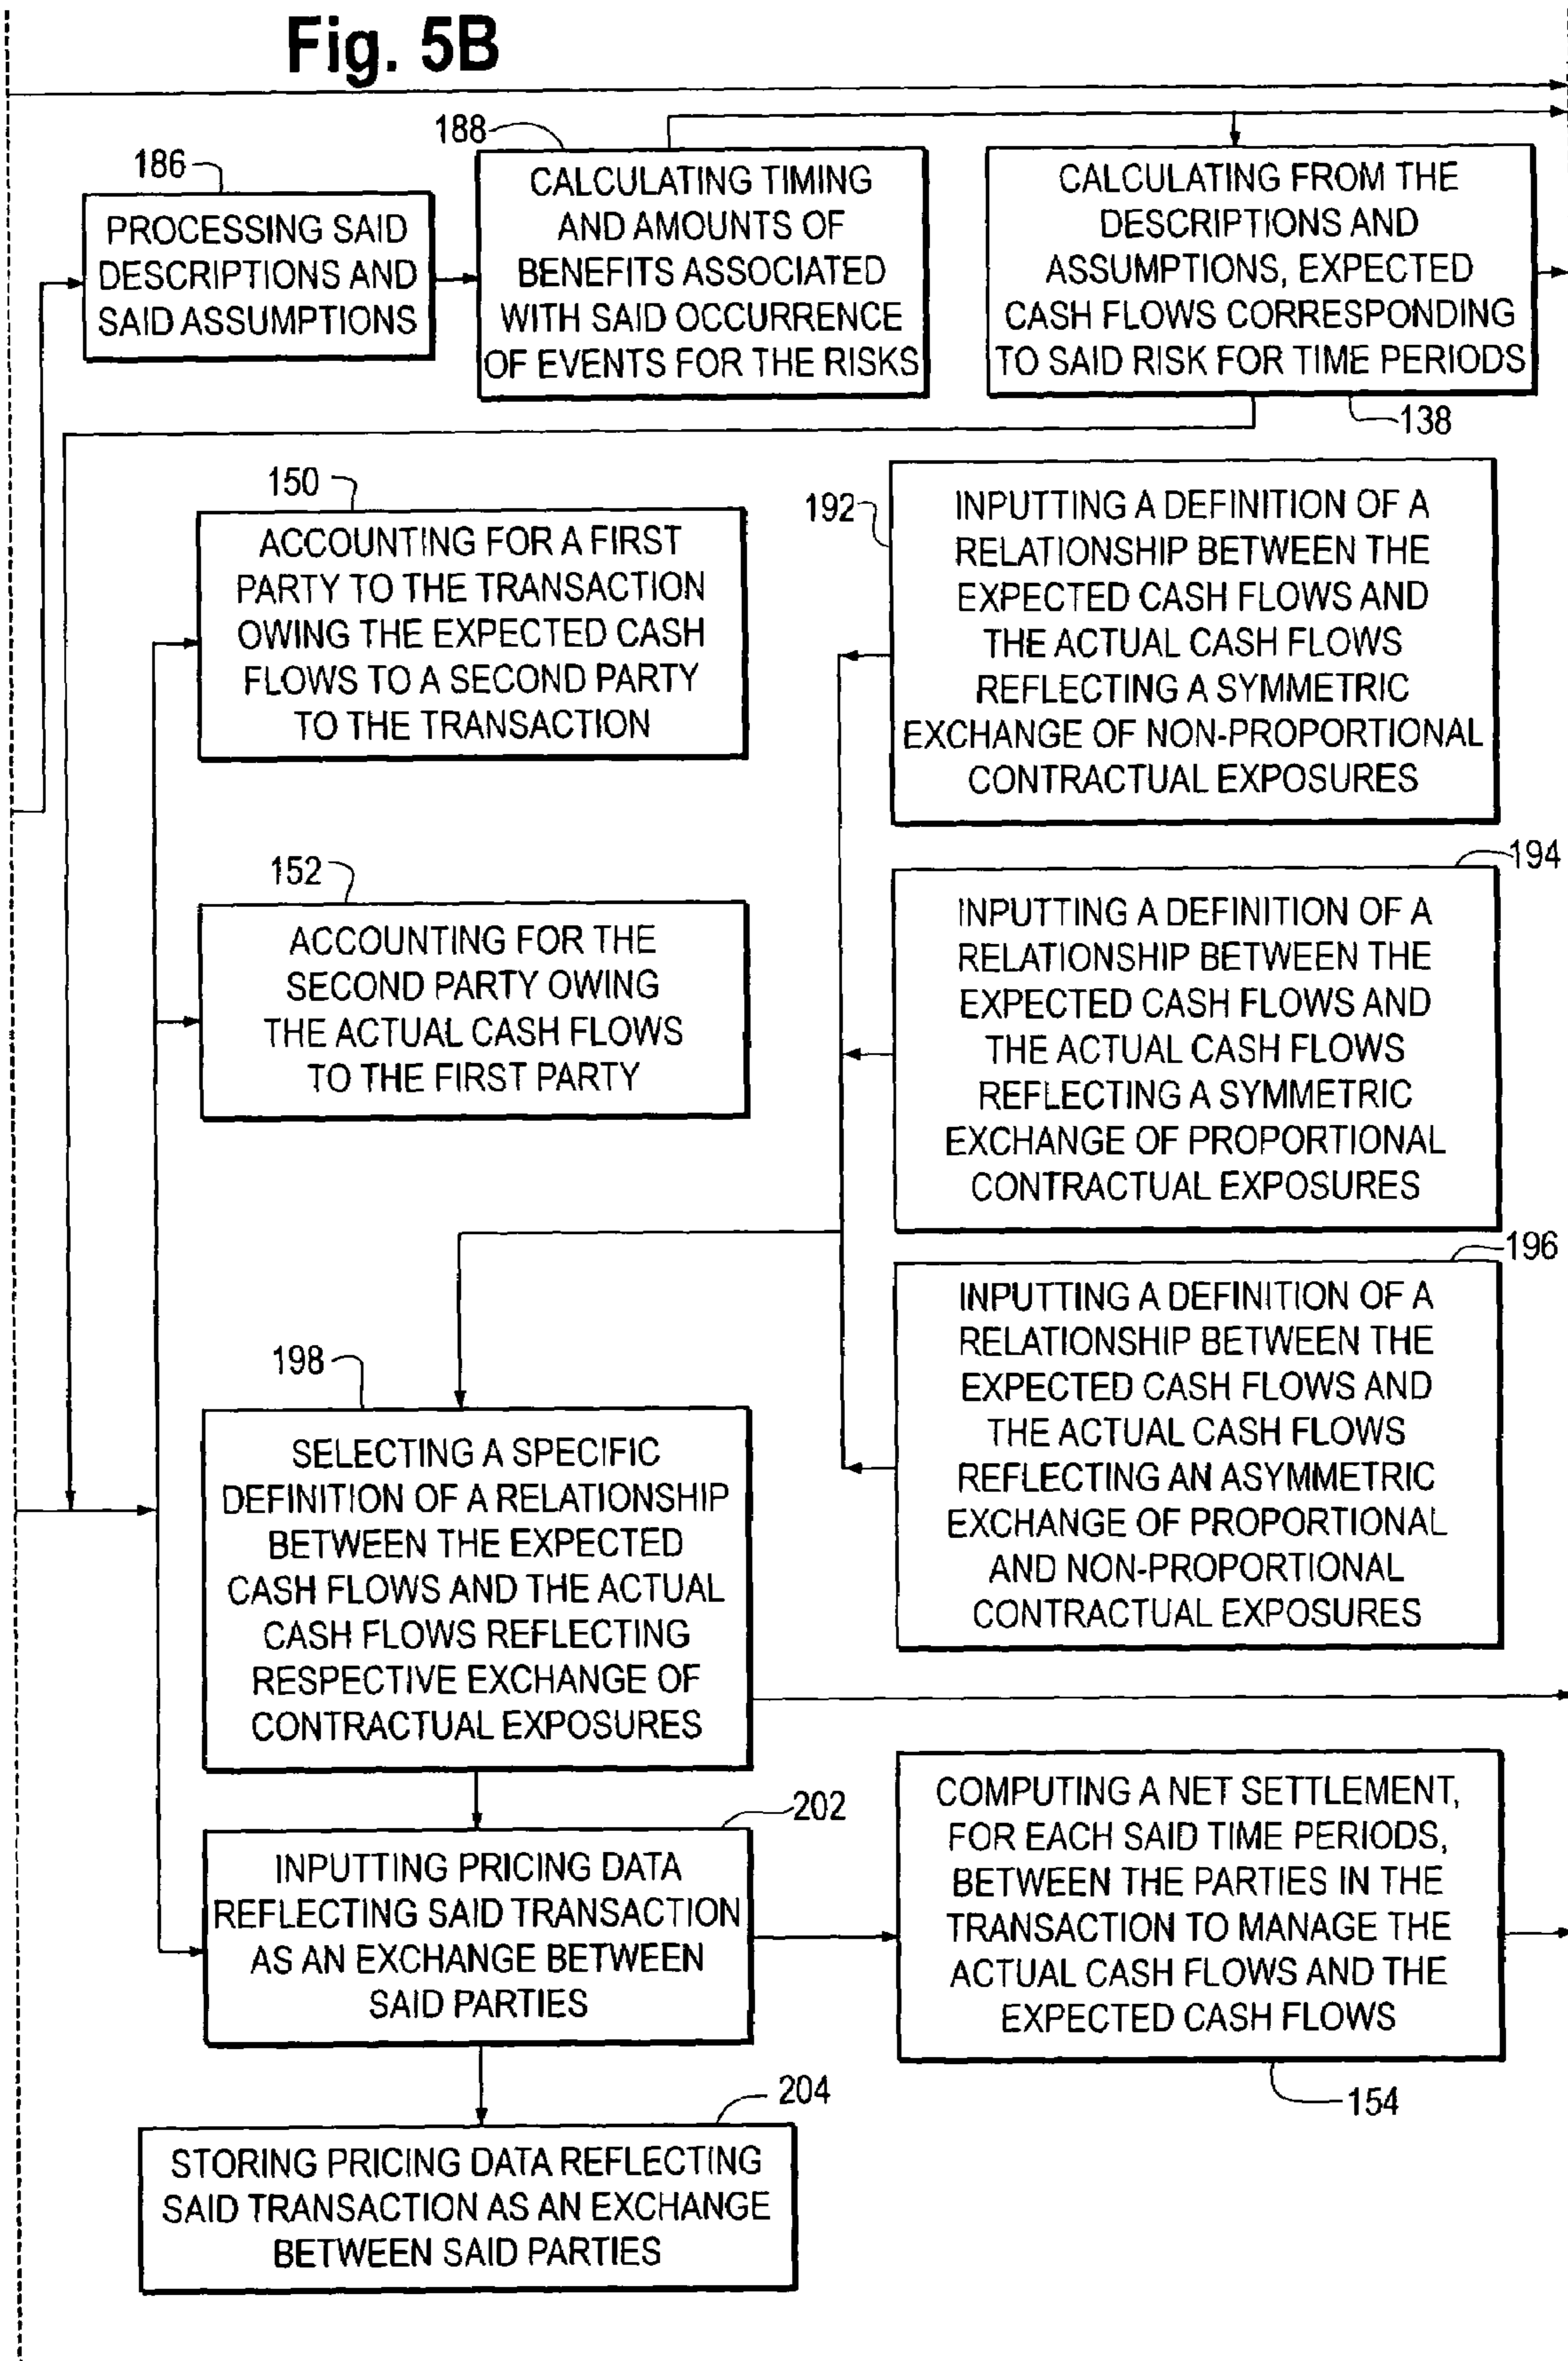 Fig. 5B
186
PROCESSING SAID
DESCRIPTIONS AND
SAID ASSUMPTIONS
188
CALCULATING TIMING
AND AMOUNTS OF
BENEFITS ASSOCIATED
WITH SAID OCCURRENCE
OF EVENTS FOR THE RISKS
CALCULATING FROM THE
DESCRIPTIONS AND
ASSUMPTIONS, EXPECTED
CASH FLOWS CORRESPONDING
TO SAID RISK FOR TIME PERIODS
138
150
ACCOUNTING FOR A FIRST
PARTY TO THE TRANSACTION
OWING THE EXPECTED CASH
FLOWS TO A SECOND PARTY
TO THE TRANSACTION
192
INPUTTING A DEFINITION OF A
RELATIONSHIP BETWEEN THE
EXPECTED CASH FLOWS AND
THE ACTUAL CASH FLOWS
REFLECTING A SYMMETRIC
EXCHANGE OF NON-PROPORTIONAL
CONTRACTUAL EXPOSURES
152
ACCOUNTING FOR THE
SECOND PARTY OWING
THE ACTUAL CASH FLOWS
TO THE FIRST PARTY
194
INPUTTING A DEFINITION OF A
RELATIONSHIP BETWEEN THE
EXPECTED CASH FLOWS AND
THE ACTUAL CASH FLOWS
REFLECTING A SYMMETRIC
EXCHANGE OF PROPORTIONAL
CONTRACTUAL EXPOSURES
196
INPUTTING A DEFINITION OF A
RELATIONSHIP BETWEEN THE
EXPECTED CASH FLOWS AND
THE ACTUAL CASH FLOWS
REFLECTING AN ASYMMETRIC
EXCHANGE OF PROPORTIONAL
AND NON-PROPORTIONAL
CONTRACTUAL EXPOSURES
198
SELECTING A SPECIFIC
DEFINITION OF A RELATIONSHIP
BETWEEN THE EXPECTED
CASH FLOWS AND THE ACTUAL
CASH FLOWS REFLECTING
RESPECTIVE EXCHANGE OF
CONTRACTUAL EXPOSURES
202
INPUTTING PRICING DATA
REFLECTING SAID TRANSACTION
AS AN EXCHANGE BETWEEN
SAID PARTIES
COMPUTING A NET SETTLEMENT,
FOR EACH SAID TIME PERIODS,
BETWEEN THE PARTIES IN THE
TRANSACTION TO MANAGE THE
ACTUAL CASH FLOWS AND THE
EXPECTED CASH FLOWS
154
204
STORING PRICING DATA REFLECTING
SAID TRANSACTION AS AN EXCHANGE
BETWEEN SAID PARTIES